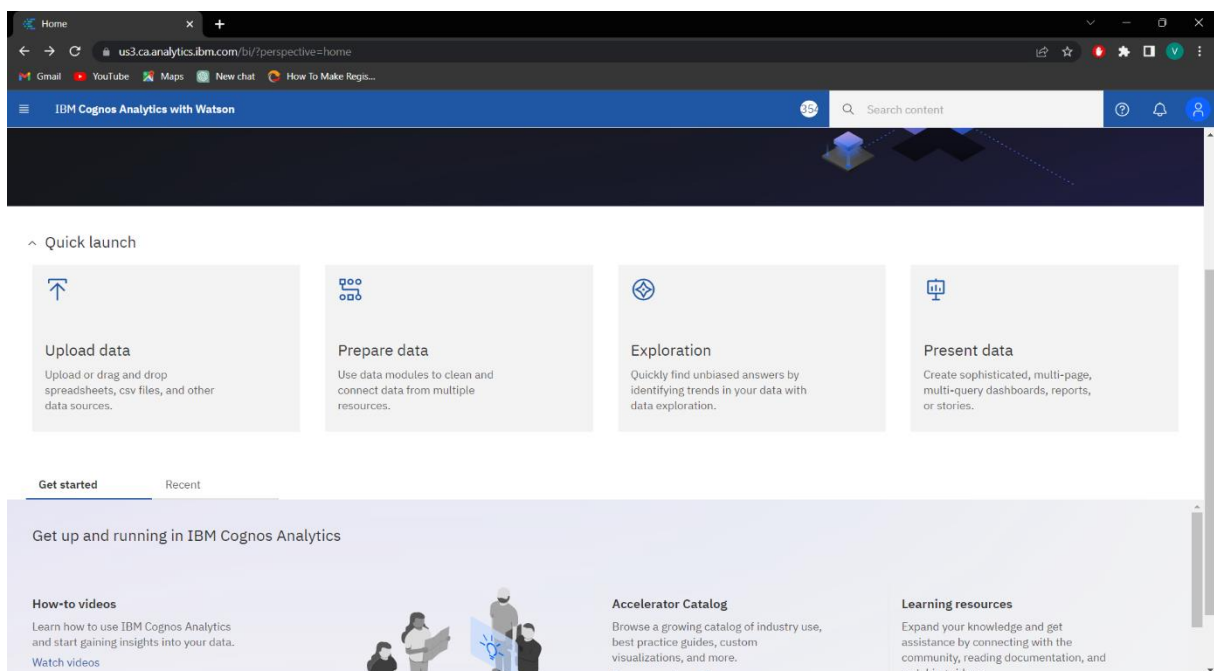 Home
us3.ca.analytics.ibm.com/bi/?perspective=home
Gmail YouTube Maps New chat How To Make Regis...
V
IBM Cognos Analytics with Watson
354
Search content
Quick launch
Upload data
Upload or drag and drop
spreadsheets, csv files, and other
data sources.
Prepare data
Use data modules to clean and
connect data from multiple
resources.
Exploration
Quickly find unbiased answers by
identifying trends in your data with
data exploration.
Present data
Create sophisticated, multi-page,
multi-query dashboards, reports,
or stories.
Get started Recent
Get up and running in IBM Cognos Analytics
How-to videos
Learn how to use IBM Cognos Analytics
and start gaining insights into your data.
Watch videos
Accelerator Catalog
Browse a growing catalog of industry use,
best practice guides, custom
visualizations, and more.
Learning resources
Expand your knowledge and get
assistance by connecting with the
community, reading documentation, and